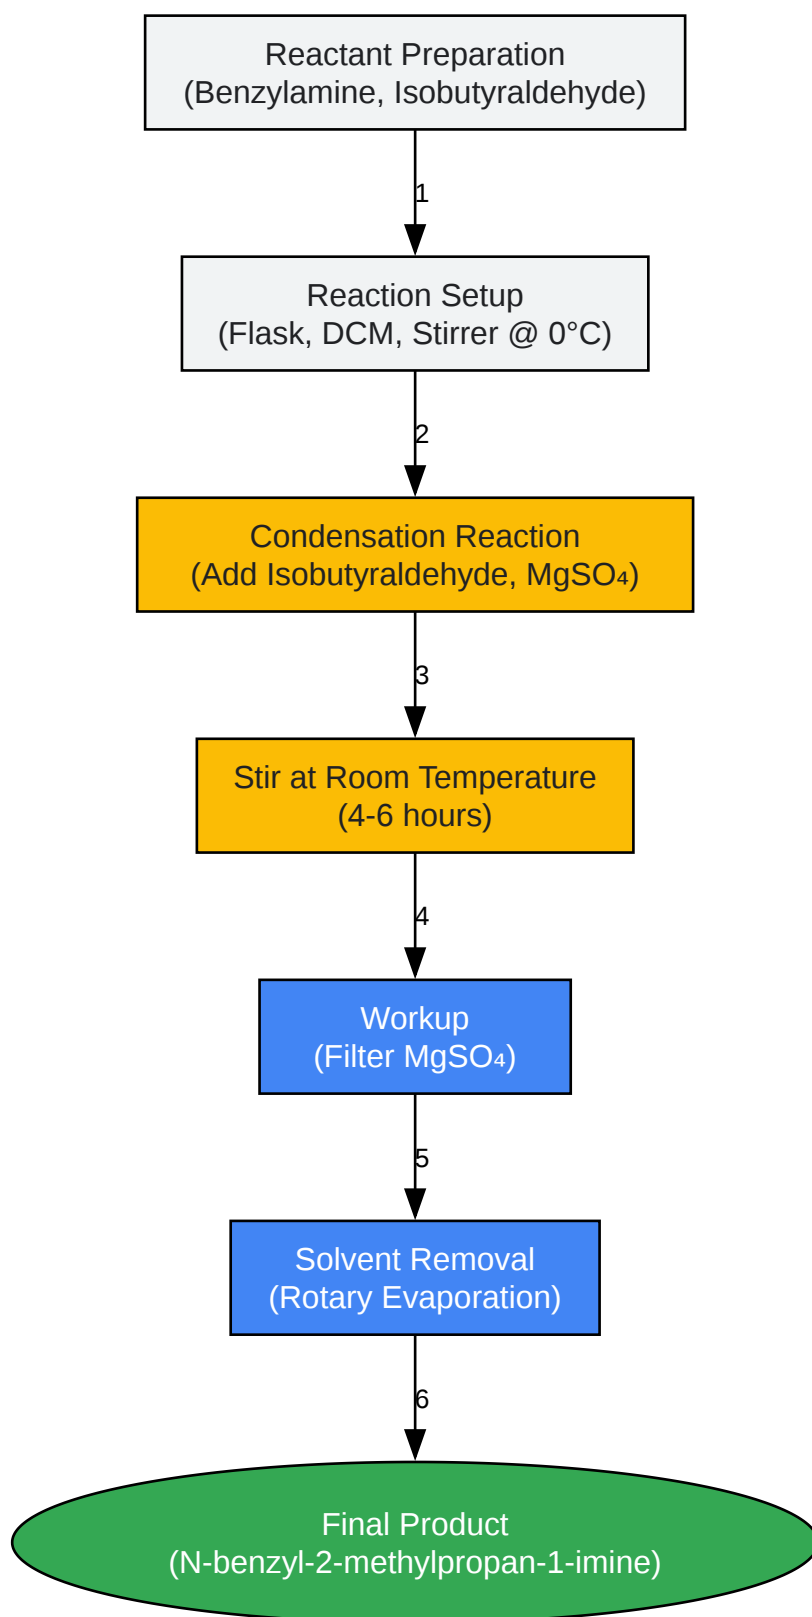 Reactant Preparation
(Benzylamine, Isobutyraldehyde)
1
Reaction Setup
(Flask, DCM, Stirrer @ 0°C)
2
Condensation Reaction
(Add Isobutyraldehyde, MgSO₄)
3
Stir at Room Temperature
(4-6 hours)
4
Workup
(Filter MgSO₄)
5
Solvent Removal
(Rotary Evaporation)
6
Final Product
(N-benzyl-2-methylpropan-1-imine)